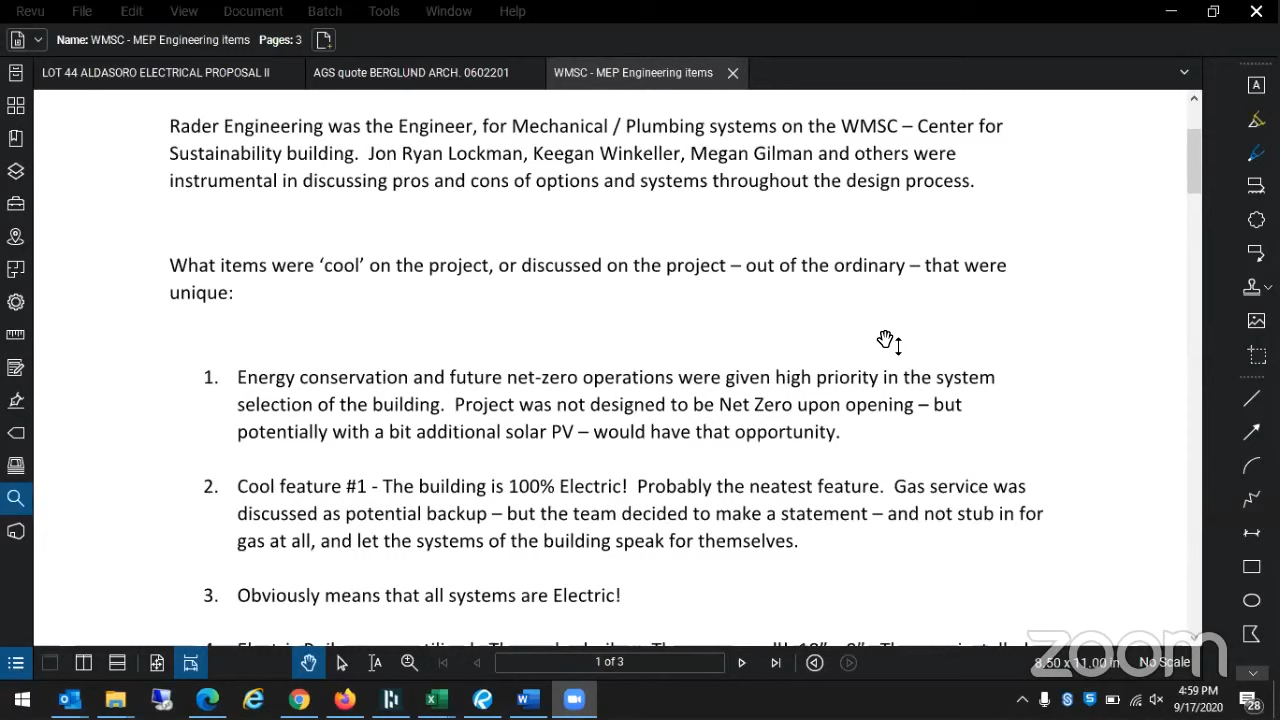 Revu File Edit View Document Batch Tools Window Help
Name: WMSC - MEP Engineering items Pages: 3
LOT 44 ALDASORO ELECTRICAL PROPOSAL II AGS quote BERGLUND ARCH. 0602201 WMSC - MEP Engineering items
Rader Engineering was the Engineer, for Mechanical / Plumbing systems on the WMSC – Center for
Sustainability building. Jon Ryan Lockman, Keegan Winkeller, Megan Gilman and others were
instrumental in discussing pros and cons of options and systems throughout the design process.
What items were ‘cool’ on the project, or discussed on the project – out of the ordinary – that were
unique:
1. Energy conservation and future net-zero operations were given high priority in the system
selection of the building. Project was not designed to be Net Zero upon opening – but
potentially with a bit additional solar PV – would have that opportunity.
2. Cool feature #1 - The building is 100% Electric! Probably the neatest feature. Gas service was
discussed as potential backup – but the team decided to make a statement – and not stub in for
gas at all, and let the systems of the building speak for themselves.
3. Obviously means that all systems are Electric!
zoom
1 of 3 8.50 x 11.00 in No Scale
4:59 PM
9/17/2020
28